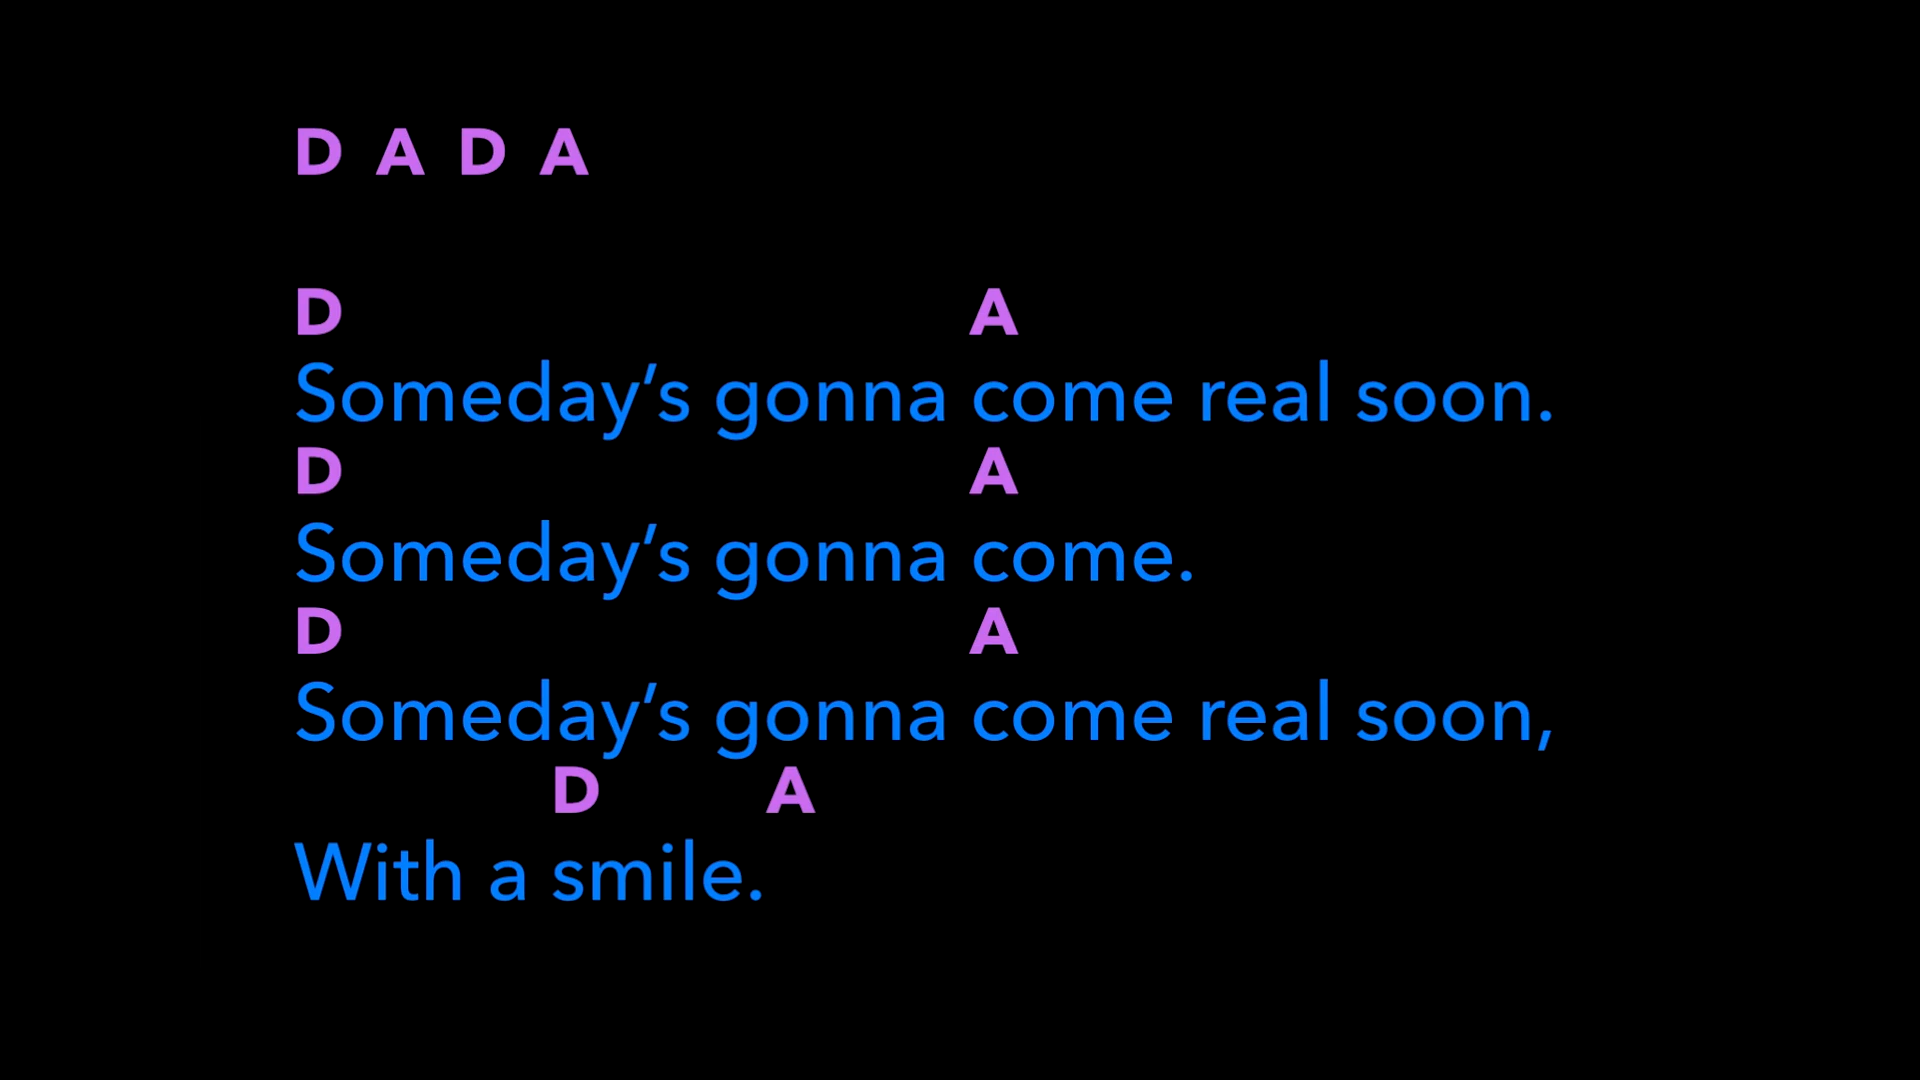 D A D A
D A
Someday’s gonna come real soon.
D A
Someday’s gonna come.
D A
Someday’s gonna come real soon,
D A
With a smile.